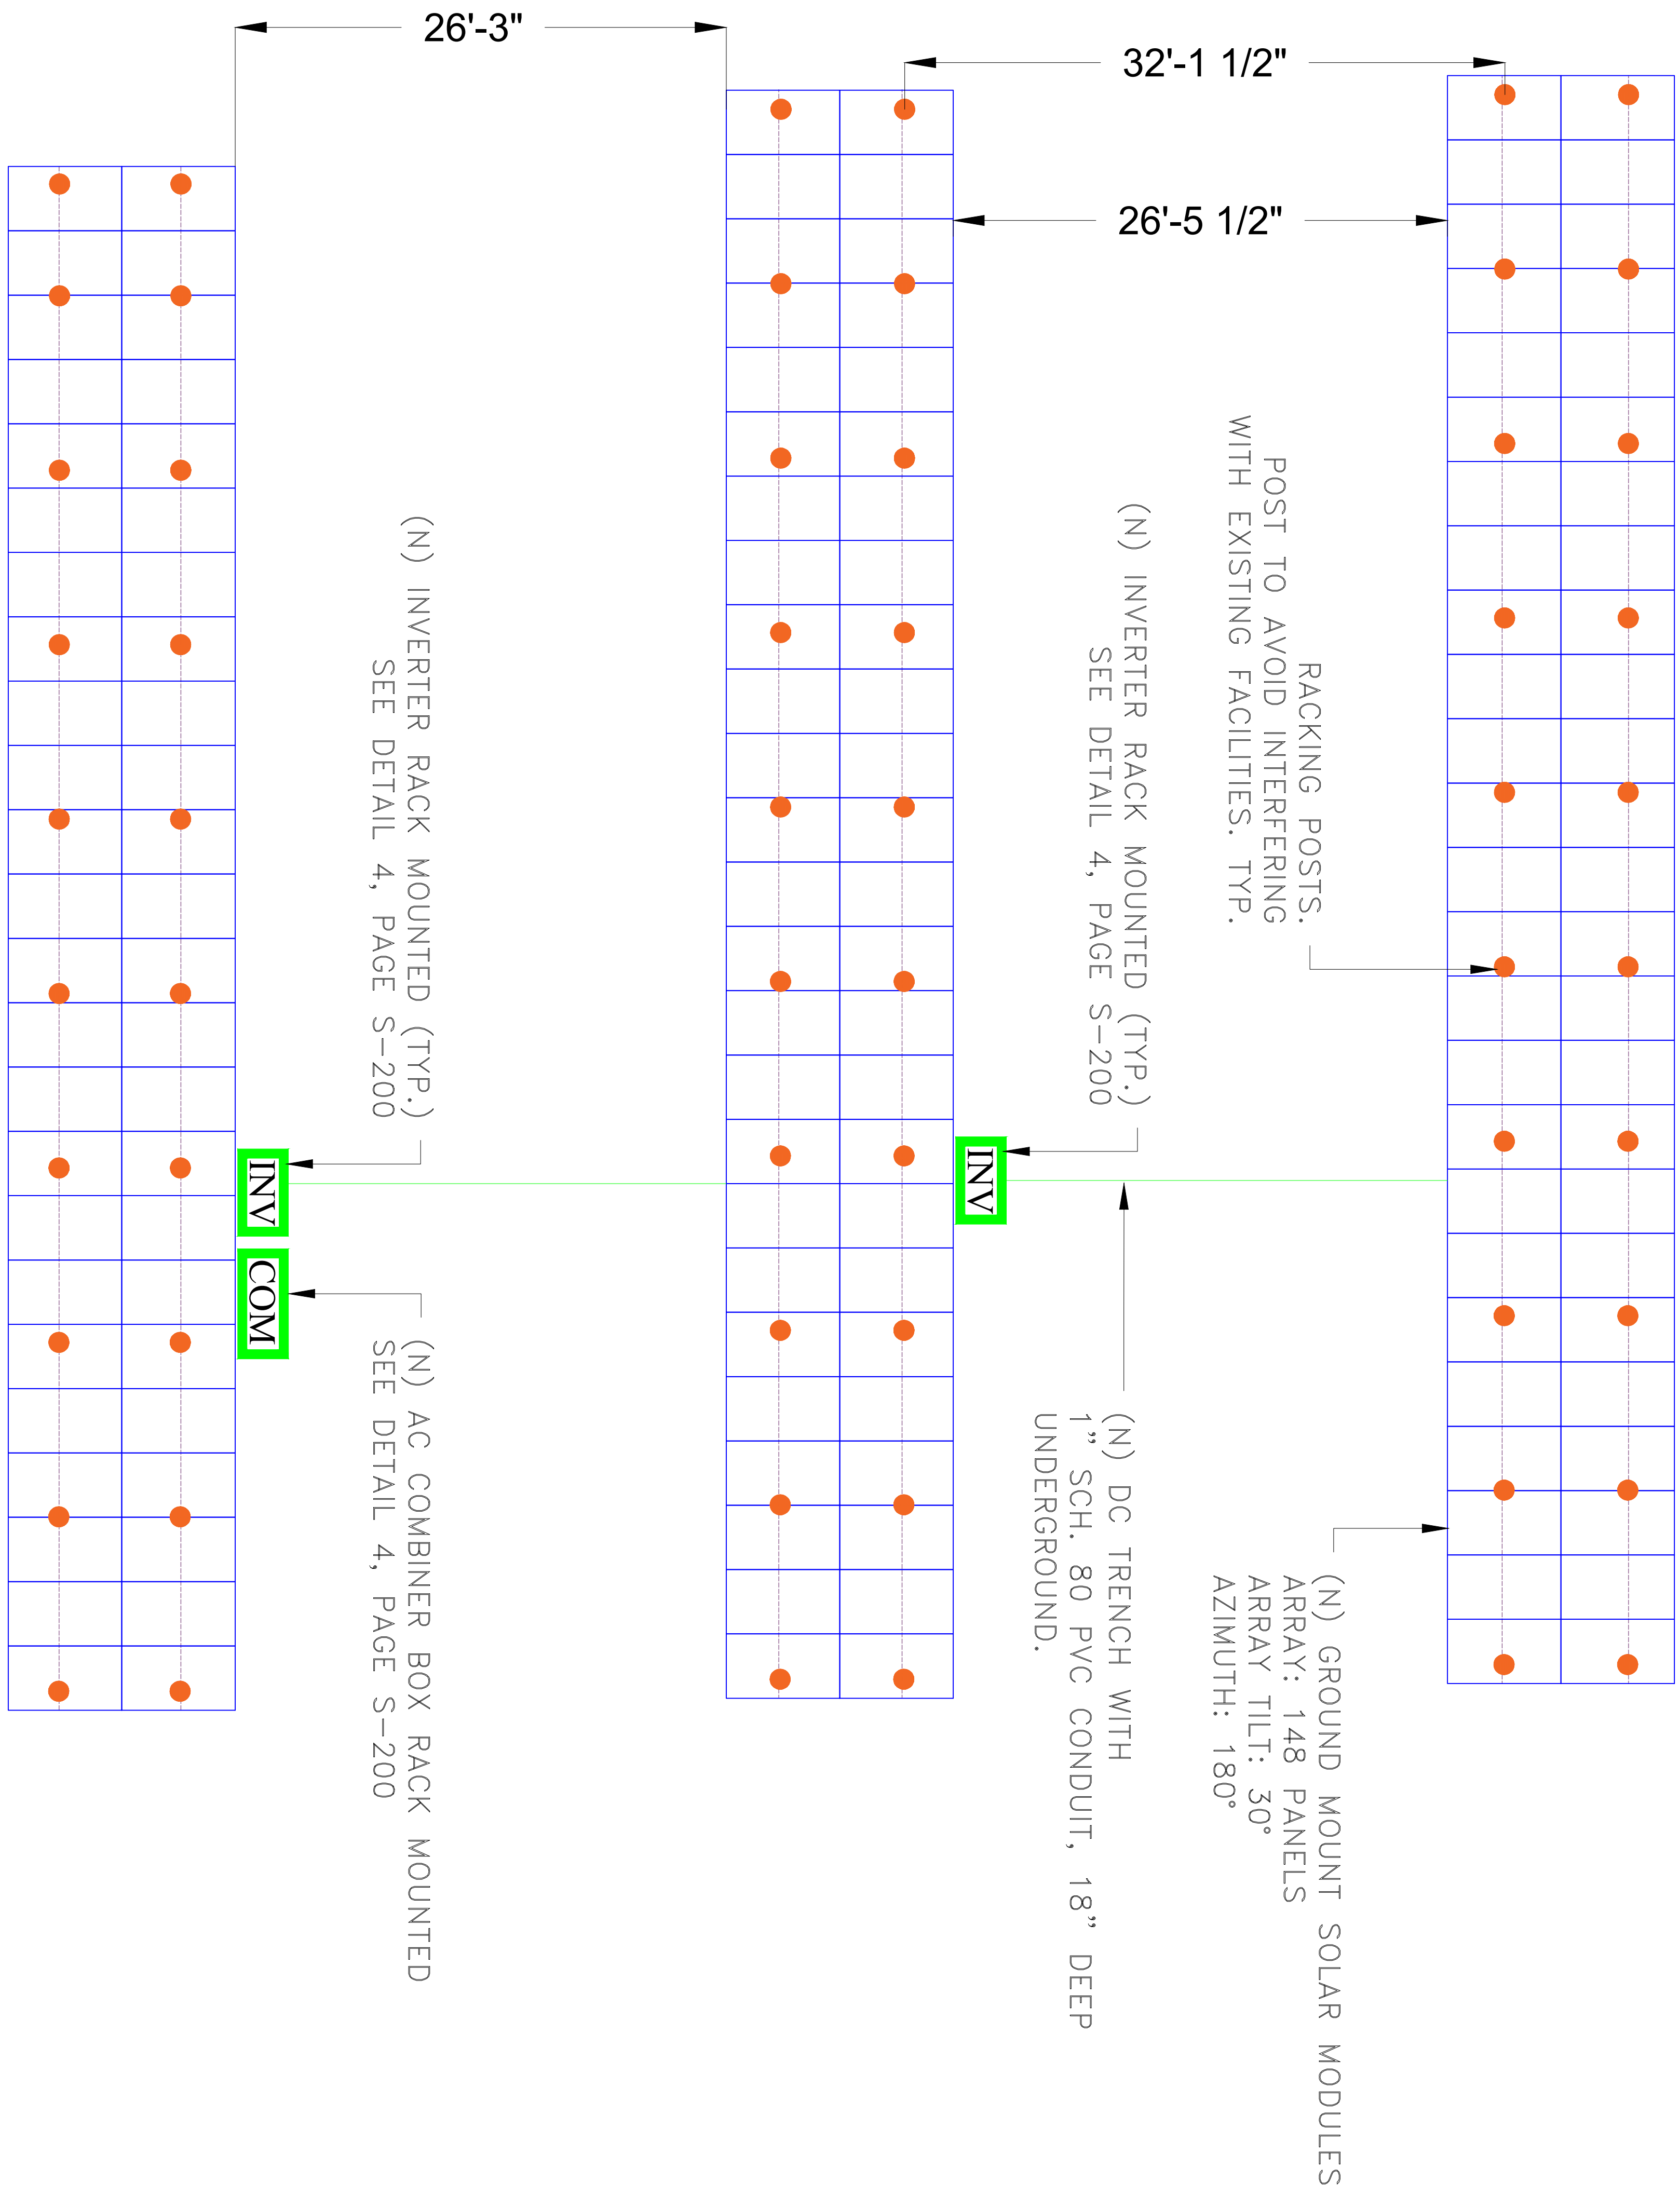 26'-3"
32'-1 1/2"
26'-5 1/2"
RACKING POSTS.
POST TO AVOID INTERFERING
WITH EXISTING FACILITIES. TYP.
(N) INVERTER RACK MOUNTED (TYP.)
SEE DETAIL 4, PAGE S-200
(N) INVERTER RACK MOUNTED (TYP.)
SEE DETAIL 4, PAGE S-200
INV
INV
COM
(N) GROUND MOUNT SOLAR MODULES
ARRAY: 148 PANELS
ARRAY TILT: 30°
AZIMUTH: 180°
(N) DC TRENCH WITH
1" SCH. 80 PVC CONDUIT, 18" DEEP
UNDERGROUND.
(N) AC COMBINER BOX RACK MOUNTED
SEE DETAIL 4, PAGE S-200